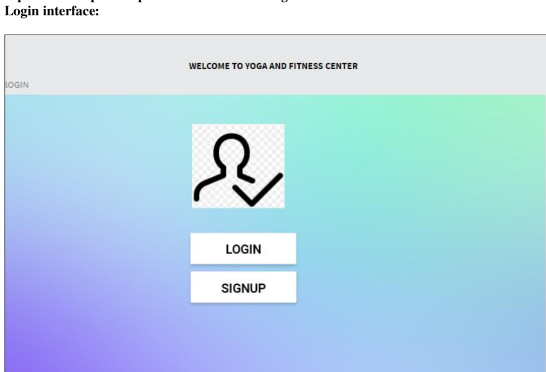 Login interface:
WELCOME TO YOGA AND FITNESS CENTER
LOGIN
LOGIN
SIGNUP